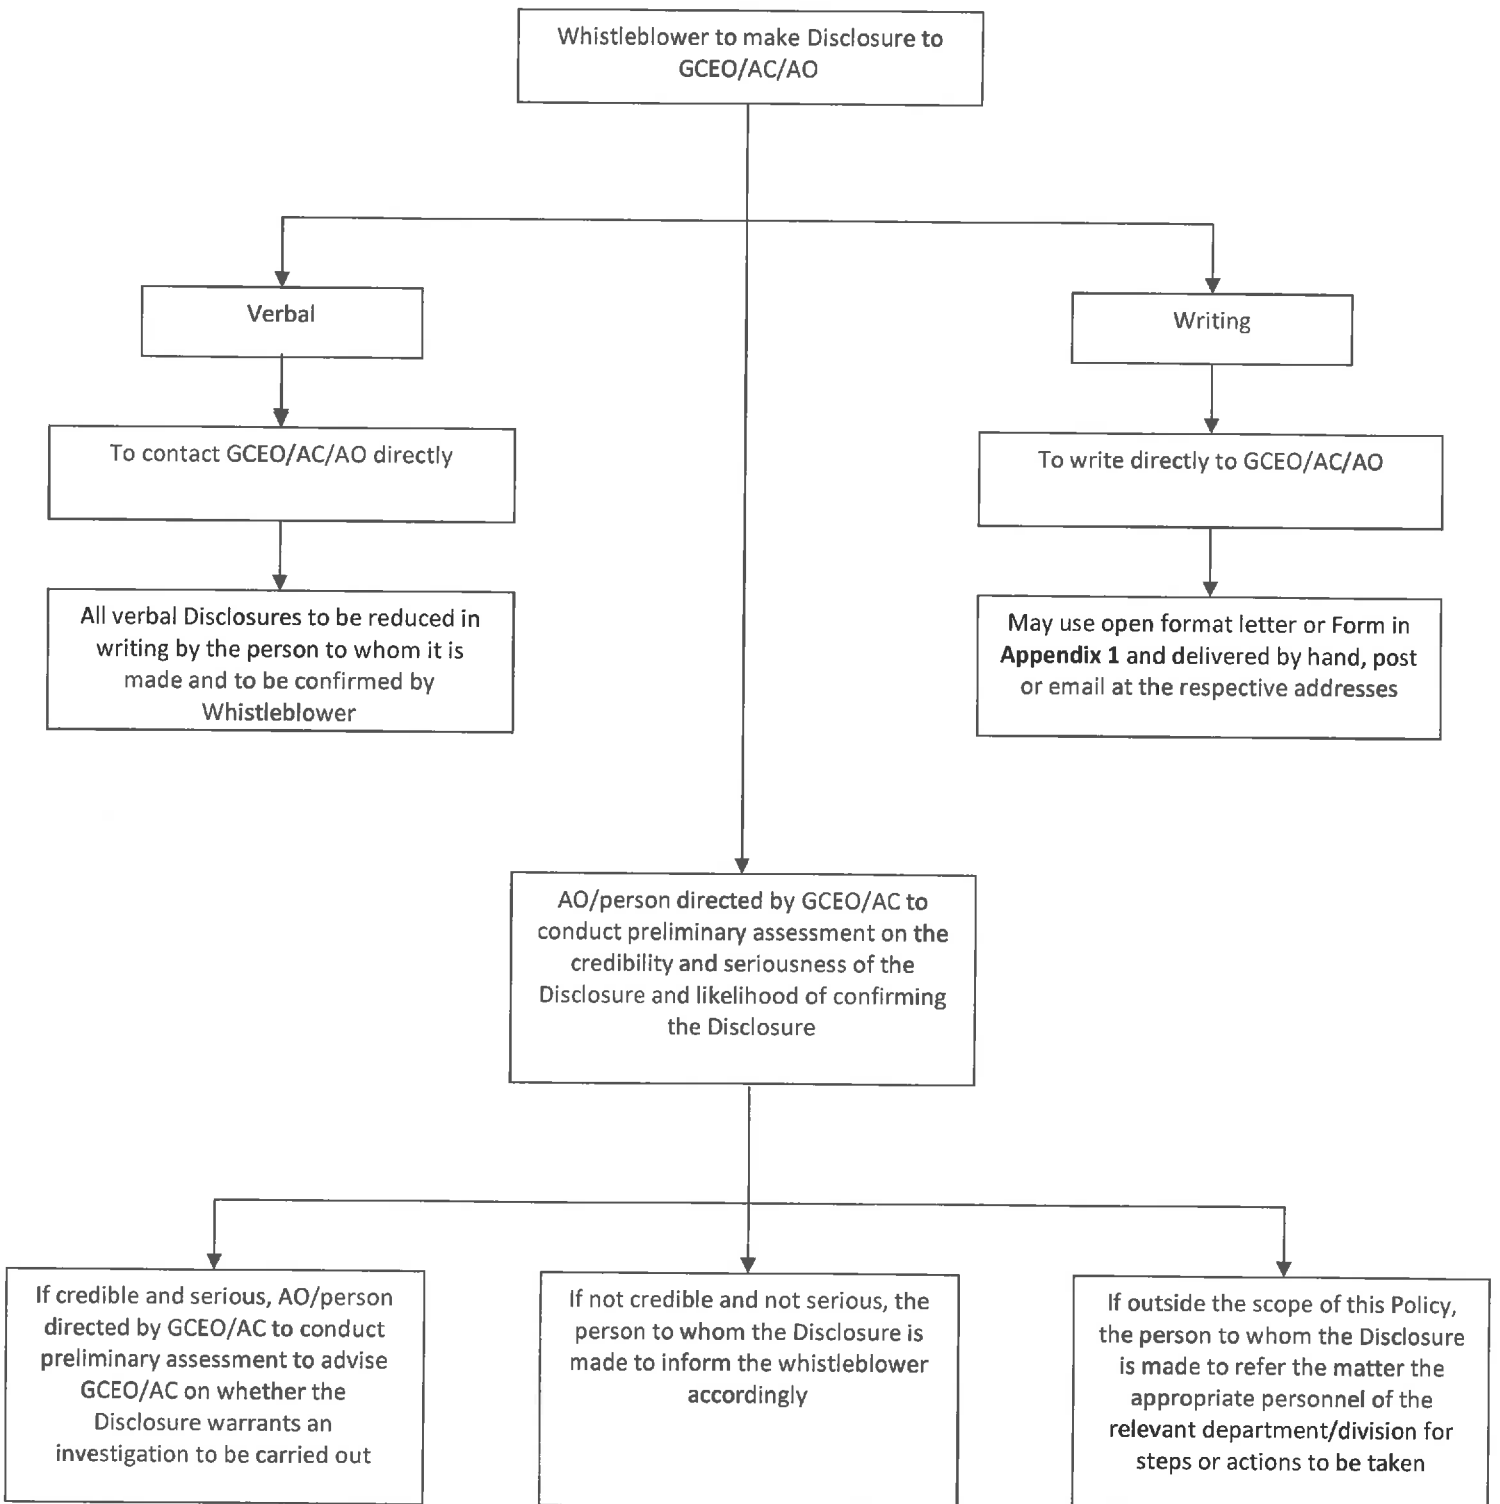 Whistleblower to make Disclosure to
GCEO/AC/AO
Verbal
Writing
To contact GCEO/AC/AO directly
To write directly to GCEO/AC/AO
All verbal Disclosures to be reduced in
writing by the person to whom it is
made and to be confirmed by
Whistleblower
May use open format letter or Form in
Appendix 1 and delivered by hand, post
or email at the respective addresses
AO/person directed by GCEO/AC to
conduct preliminary assessment on the
credibility and seriousness of the
Disclosure and likelihood of confirming
the Disclosure
If credible and serious, AO/person
directed by GCEO/AC to conduct
preliminary assessment to advise
GCEO/AC on whether the
Disclosure warrants an
investigation to be carried out
If not credible and not serious, the
person to whom the Disclosure is
made to inform the whistleblower
accordingly
If outside the scope of this Policy,
the person to whom the Disclosure
is made to refer the matter the
appropriate personnel of the
relevant department/division for
steps or actions to be taken